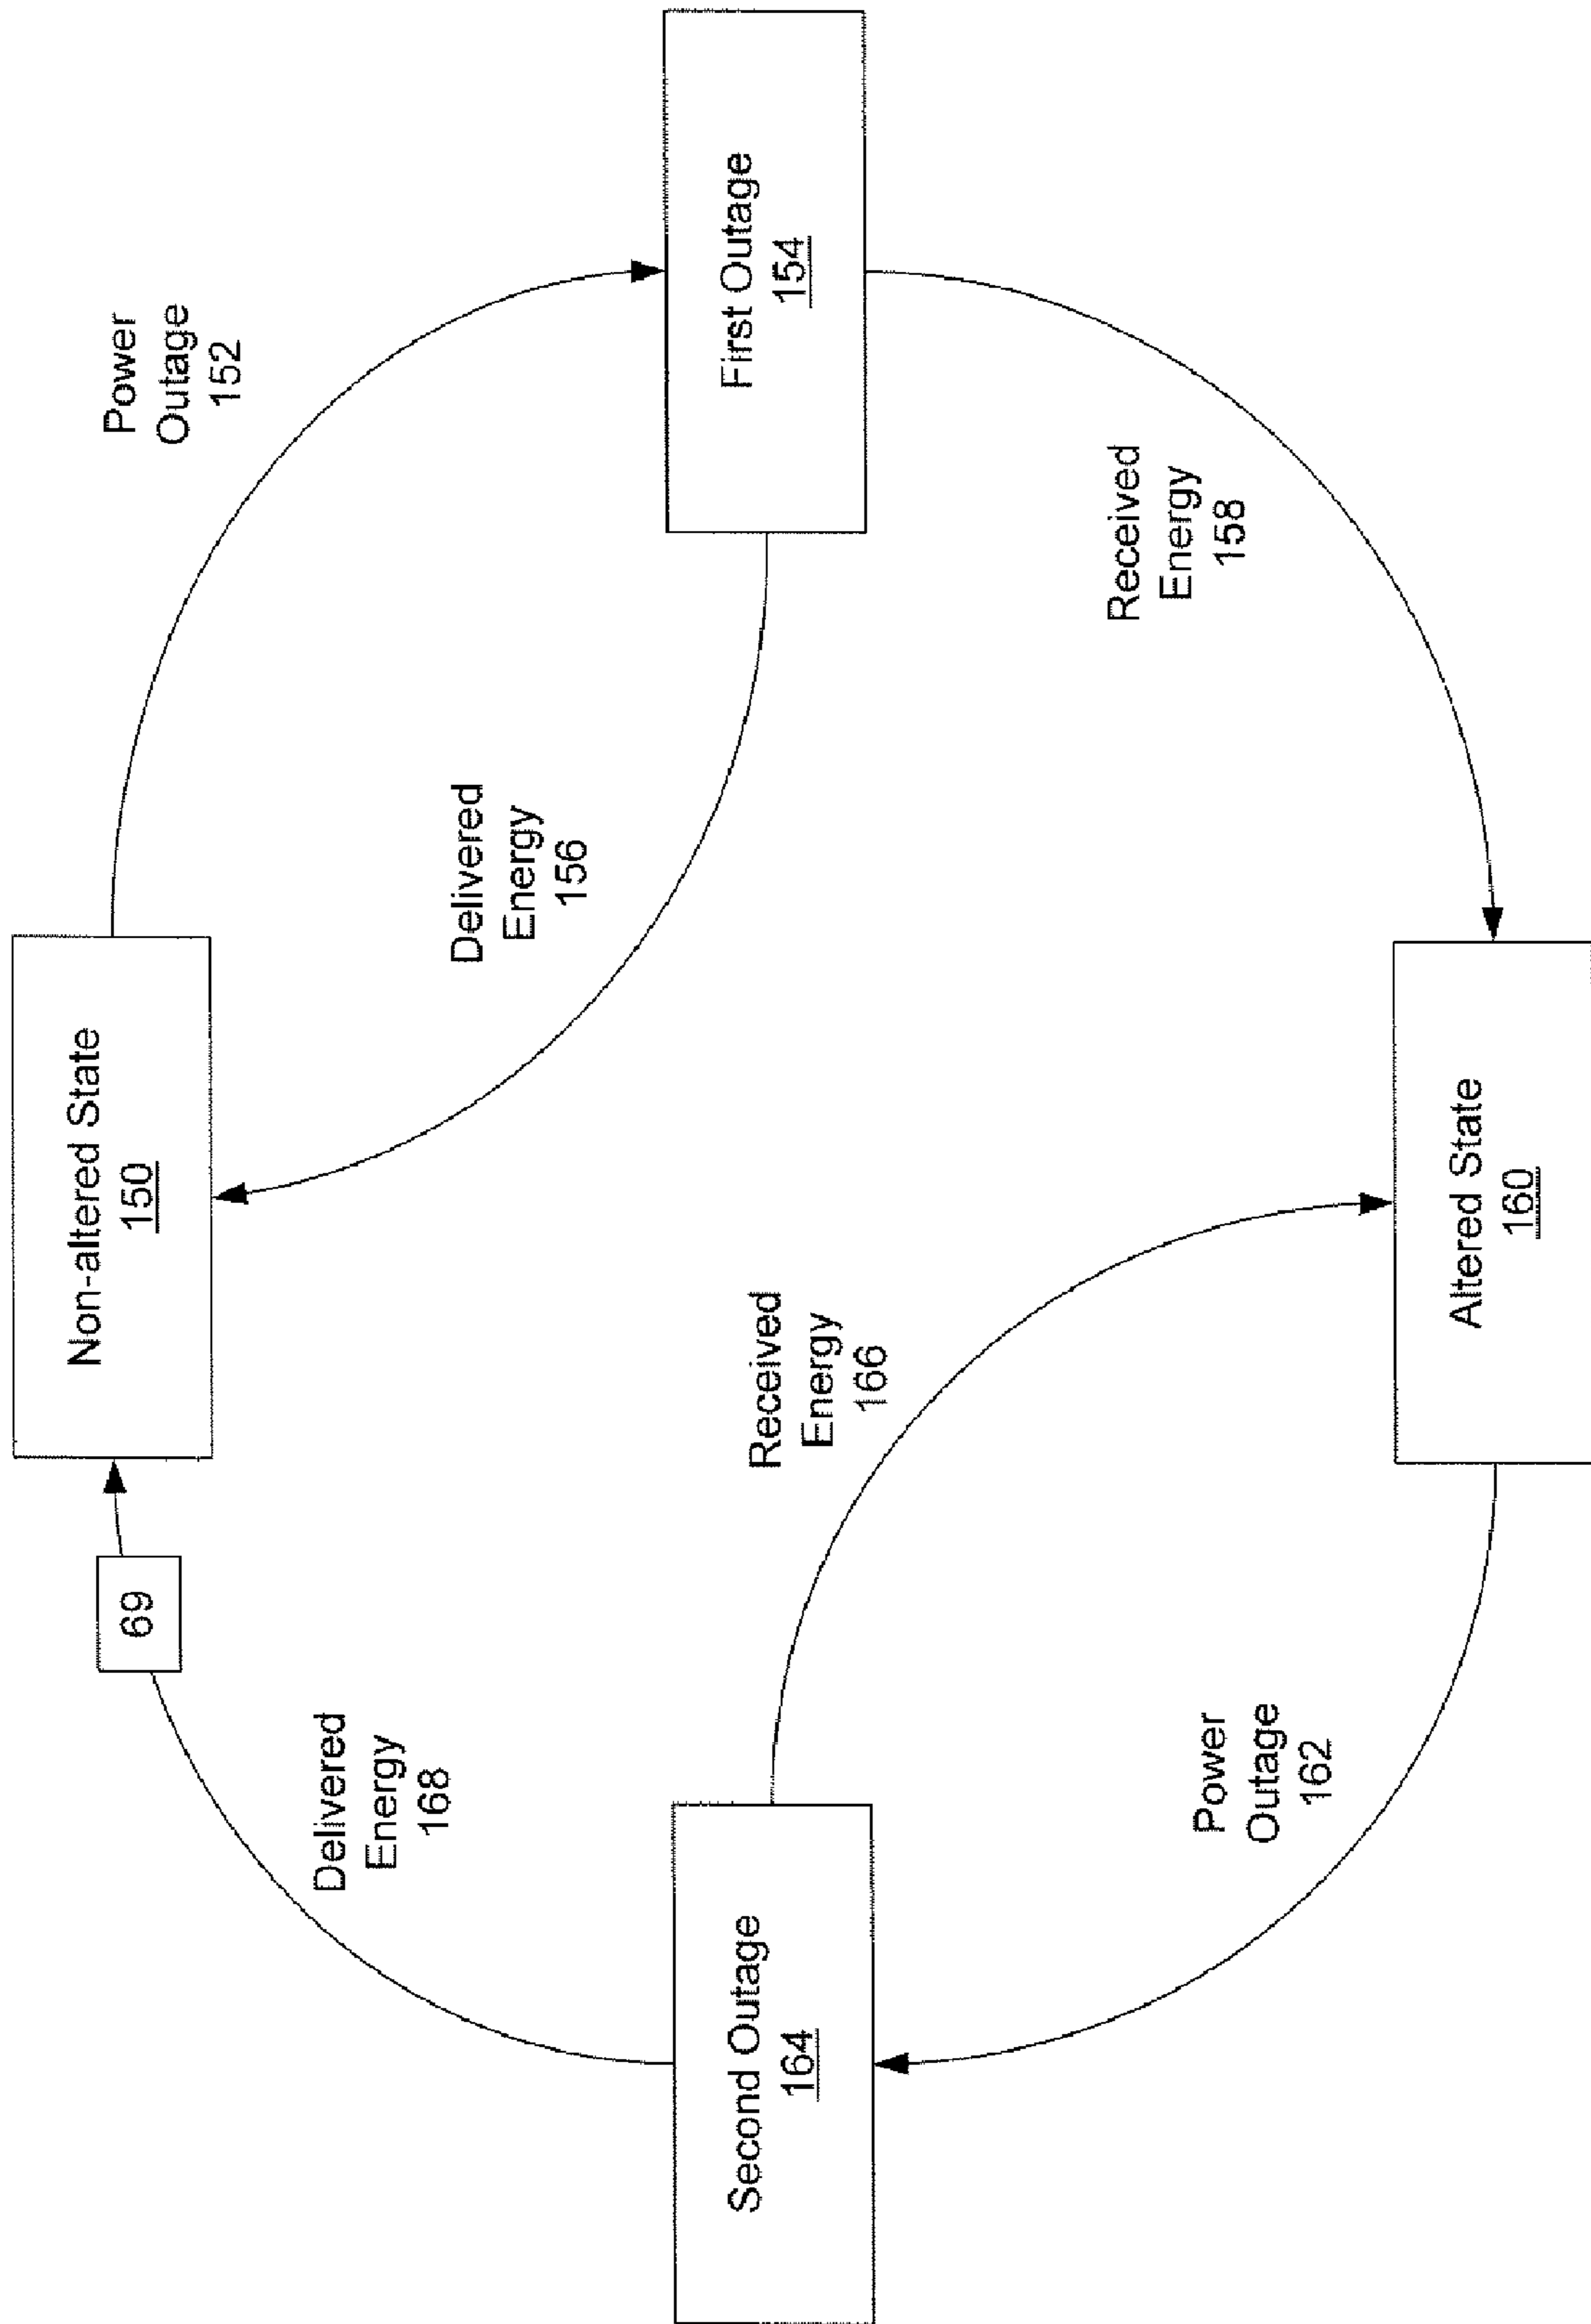 Non-altered State
150
Power
Outage
152
First Outage
154
Delivered
Energy
156
Received
Energy
158
Altered State
160
Power
Outage
162
Second Outage
164
Received
Energy
166
Delivered
Energy
168
69